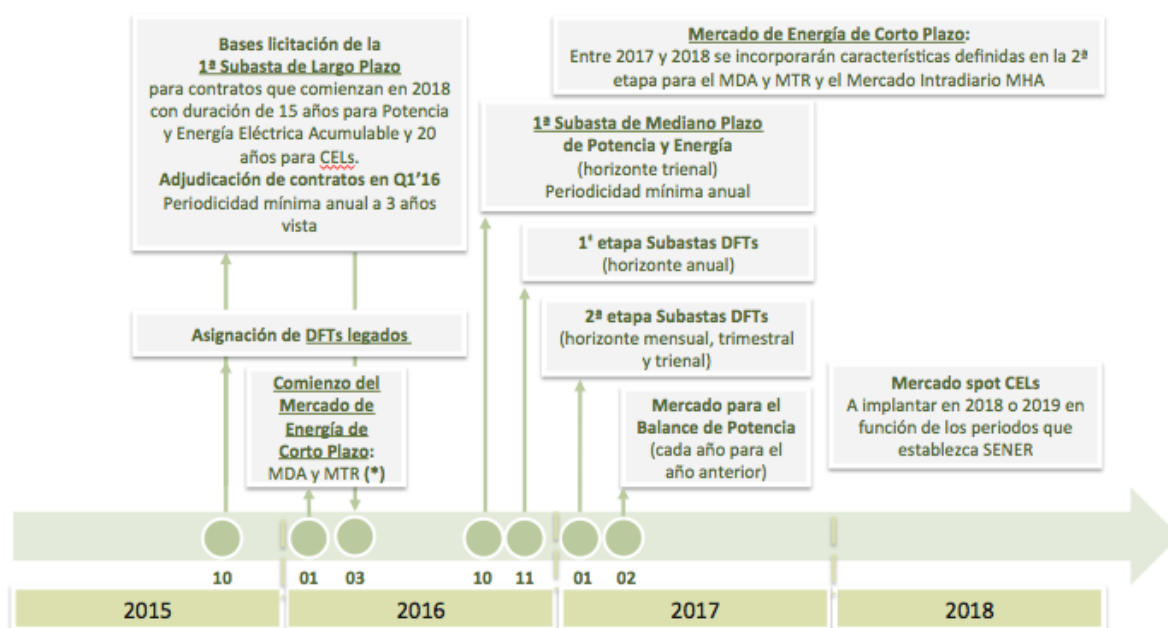 Bases licitación de la
1ª Subasta de Largo Plazo
para contratos que comienzan en 2018
con duración de 15 años para Potencia
y Energía Eléctrica Acumulable y 20
años para CELs.
Adjudicación de contratos en Q1'16
Periodicidad mínima anual a 3 años
vista
Mercado de Energía de Corto Plazo:
Entre 2017 y 2018 se incorporarán características definidas en la 2ª
etapa para el MDA y MTR y el Mercado Intradiario MHA
1ª Subasta de Mediano Plazo
de Potencia y Energía
(horizonte trienal)
Periodicidad mínima anual
1ª etapa Subastas DFTs
(horizonte anual)
Asignación de DFTs legados
2ª etapa Subastas DFTs
(horizonte mensual, trimestral
y trienal)
Comienzo del
Mercado de
Energía de
Corto Plazo:
MDA y MTR (*)
Mercado para el
Balance de Potencia
(cada año para el
año anterior)
Mercado spot CELs
A implantar en 2018 o 2019 en
función de los periodos que
establezca SENER
10 01 03 10 11 01 02
2015 2016 2017 2018